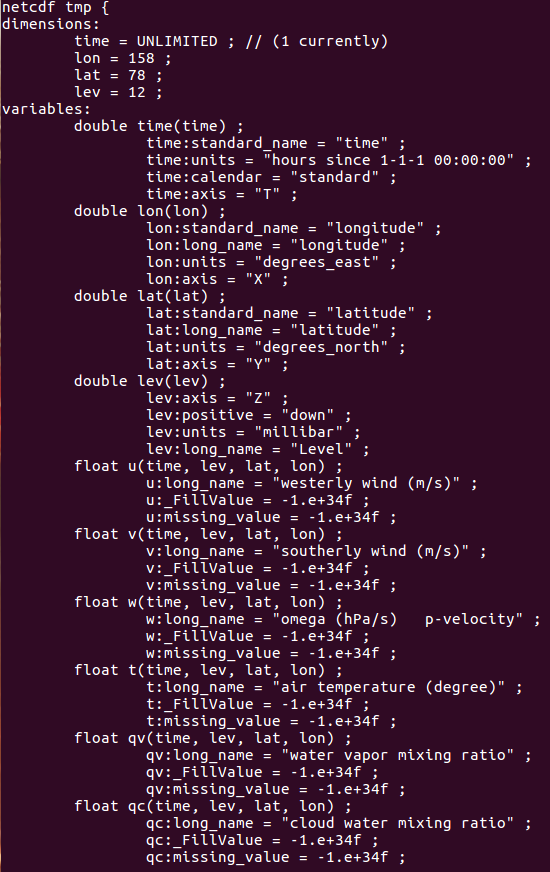 netcdf tmp {
dimensions:
        time = UNLIMITED ; // (1 currently)
        lon = 158 ;
        lat = 78 ;
        lev = 12 ;
variables:
        double time(time) ;
                time:standard_name = "time" ;
                time:units = "hours since 1-1-1 00:00:00" ;
                time:calendar = "standard" ;
                time:axis = "T" ;
        double lon(lon) ;
                lon:standard_name = "longitude" ;
                lon:long_name = "longitude" ;
                lon:units = "degrees_east" ;
                lon:axis = "X" ;
        double lat(lat) ;
                lat:standard_name = "latitude" ;
                lat:long_name = "latitude" ;
                lat:units = "degrees_north" ;
                lat:axis = "Y" ;
        double lev(lev) ;
                lev:axis = "Z" ;
                lev:positive = "down" ;
                lev:units = "millibar" ;
                lev:long_name = "Level" ;
        float u(time, lev, lat, lon) ;
                u:long_name = "westerly wind (m/s)" ;
                u:_FillValue = -1.e+34f ;
                u:missing_value = -1.e+34f ;
        float v(time, lev, lat, lon) ;
                v:long_name = "southerly wind (m/s)" ;
                v:_FillValue = -1.e+34f ;
                v:missing_value = -1.e+34f ;
        float w(time, lev, lat, lon) ;
                w:long_name = "omega (hPa/s)   p-velocity" ;
                w:_FillValue = -1.e+34f ;
                w:missing_value = -1.e+34f ;
        float t(time, lev, lat, lon) ;
                t:long_name = "air temperature (degree)" ;
                t:_FillValue = -1.e+34f ;
                t:missing_value = -1.e+34f ;
        float qv(time, lev, lat, lon) ;
                qv:long_name = "water vapor mixing ratio" ;
                qv:_FillValue = -1.e+34f ;
                qv:missing_value = -1.e+34f ;
        float qc(time, lev, lat, lon) ;
                qc:long_name = "cloud water mixing ratio" ;
                qc:_FillValue = -1.e+34f ;
                qc:missing_value = -1.e+34f ;